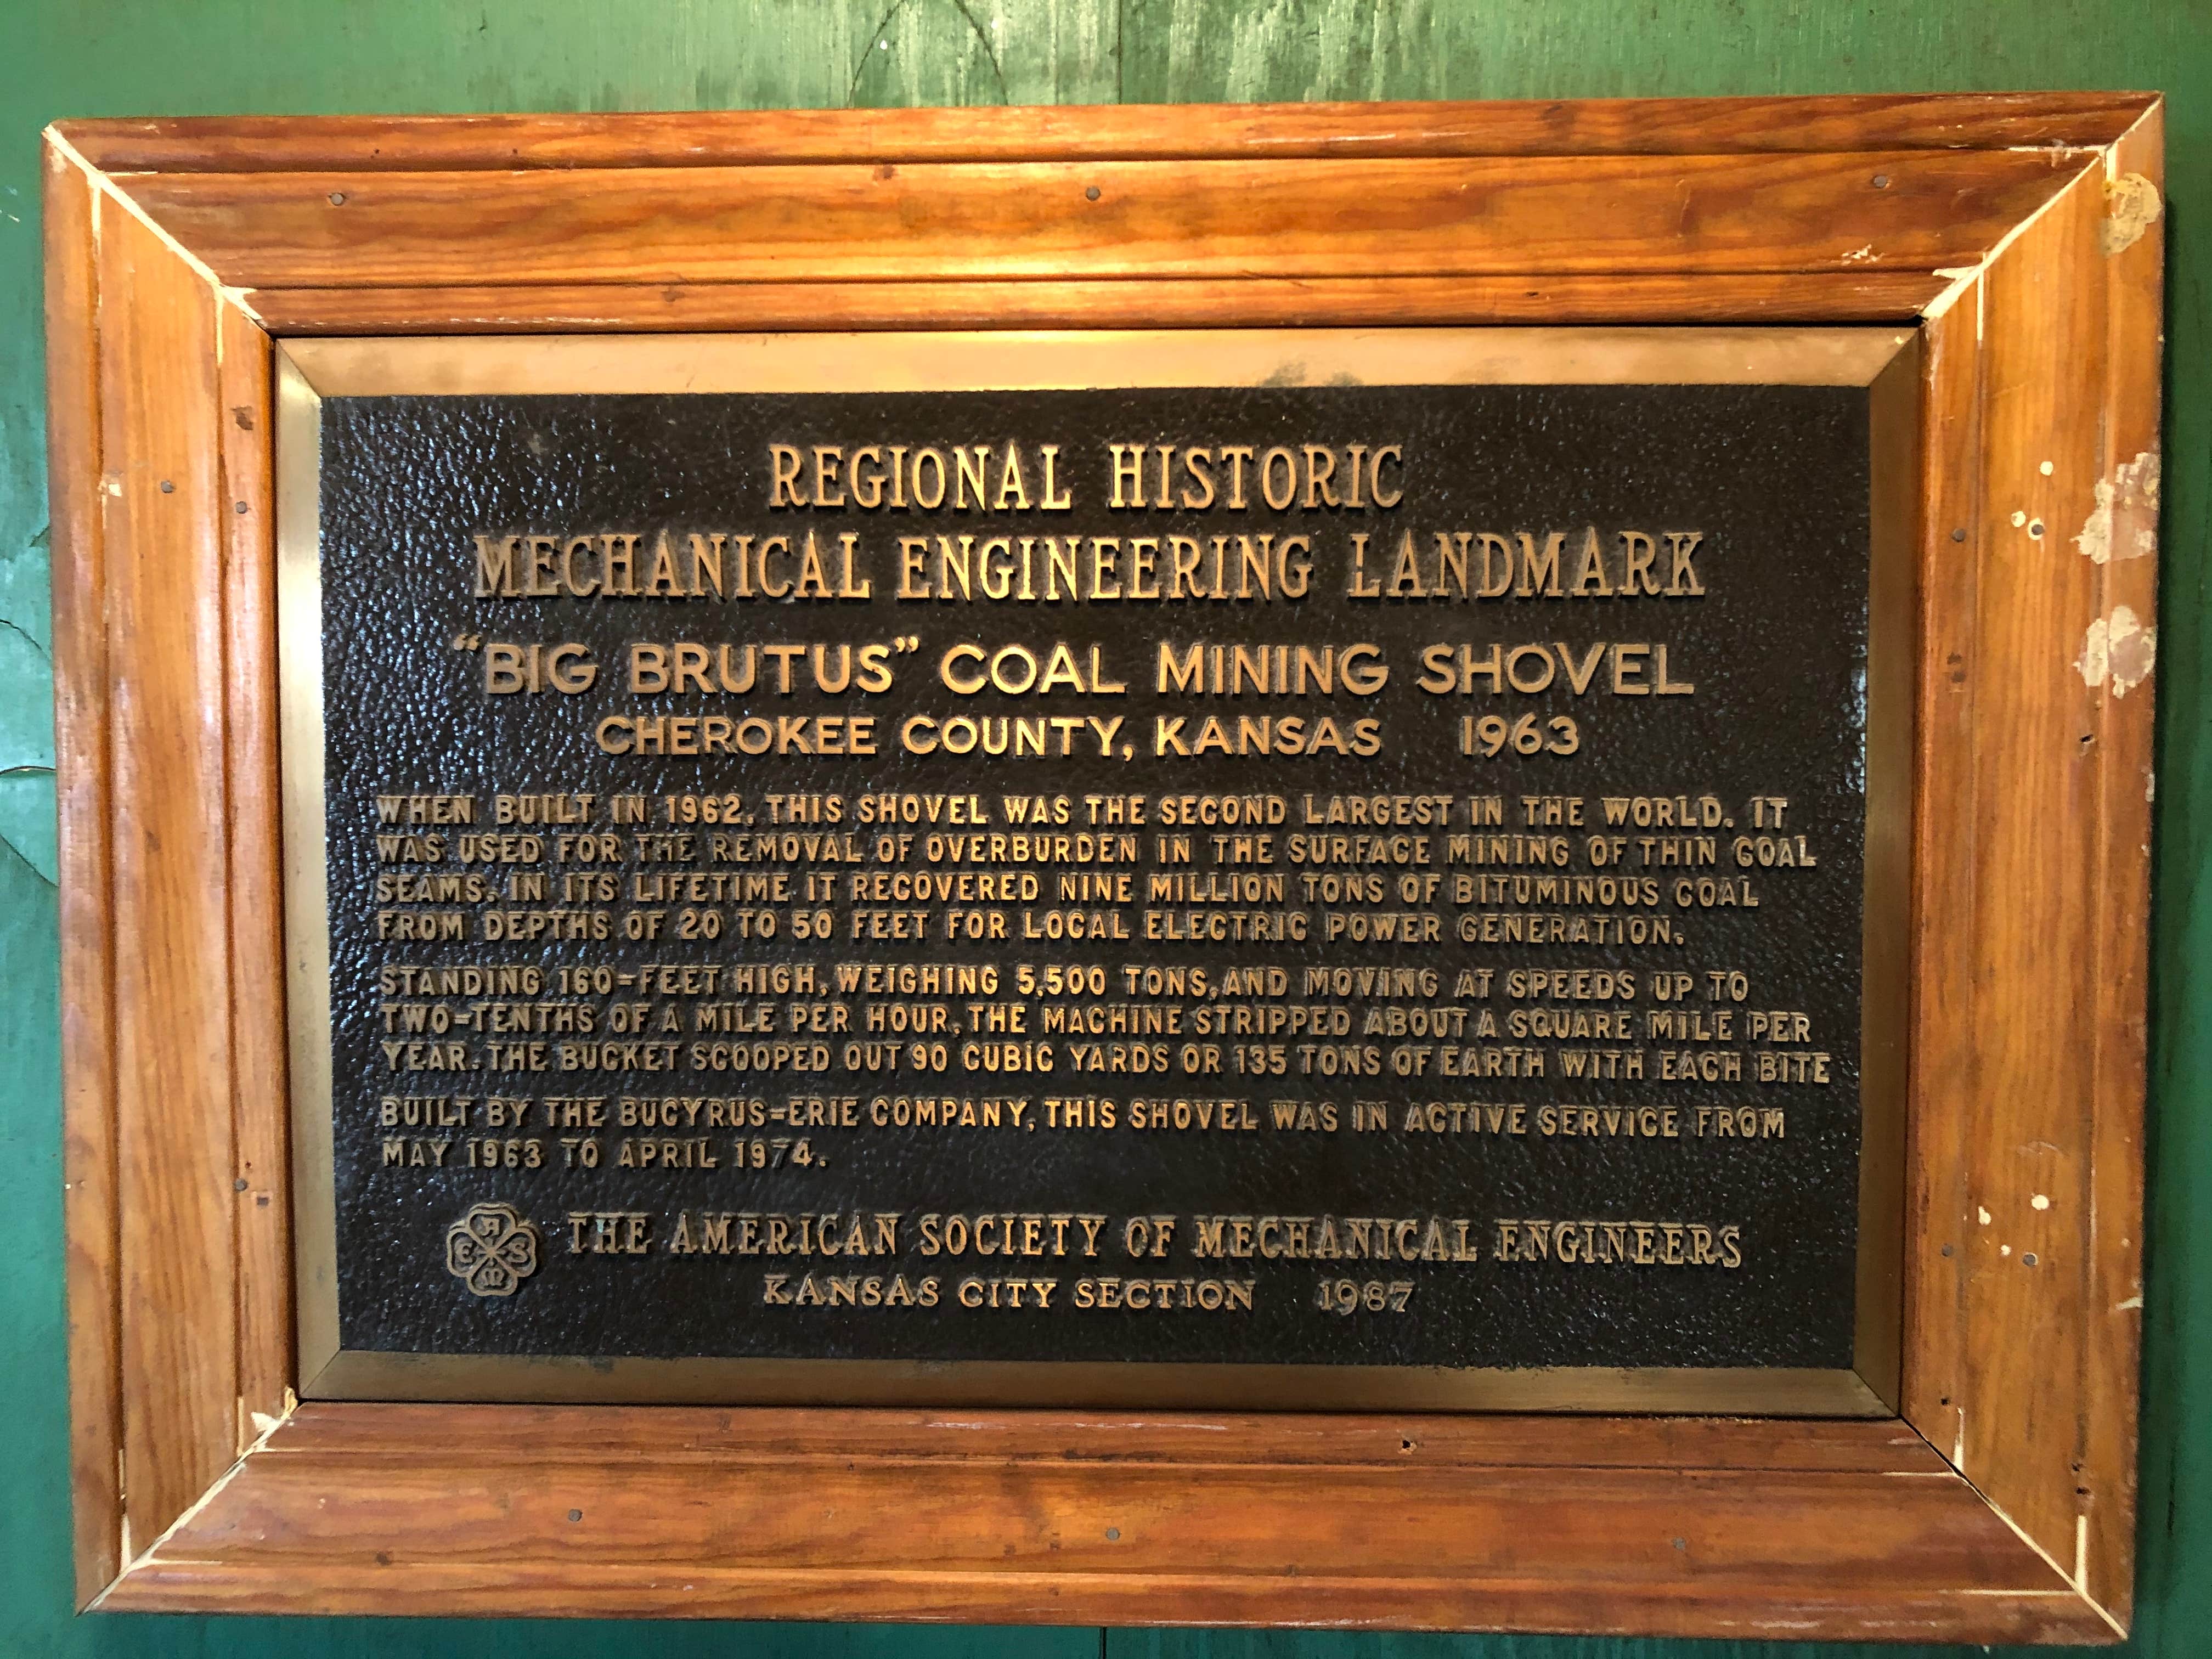 REGIONAL HISTORIC
MECHANICAL ENGINEERING LANDMARK
"BIG BRUTUS" COAL MINING SHOVEL
CHEROKEE COUNTY, KANSAS 1963
WHEN BUILT IN 1962, THIS SHOVEL WAS THE SECOND LARGEST IN THE WORLD. IT
WAS USED FOR THE REMOVAL OF OVERBURDEN IN THE SURFACE MINING OF THIN COAL
SEAMS. IN ITS LIFETIME IT RECOVERED NINE MILLION TONS OF BITUMINOUS COAL
FROM DEPTHS OF 20 TO 50 FEET FOR LOCAL ELECTRIC POWER GENERATION.
STANDING 160-FEET HIGH, WEIGHING 5,500 TONS, AND MOVING AT SPEEDS UP TO
TWO-TENTHS OF A MILE PER HOUR, THE MACHINE STRIPPED ABOUT A SQUARE MILE PER
YEAR. THE BUCKET SCOOPED OUT 90 CUBIC YARDS OR 135 TONS OF EARTH WITH EACH BITE
BUILT BY THE BUCYRUS-ERIE COMPANY, THIS SHOVEL WAS IN ACTIVE SERVICE FROM
MAY 1963 TO APRIL 1974.
A S M E THE AMERICAN SOCIETY OF MECHANICAL ENGINEERS
KANSAS CITY SECTION 1987